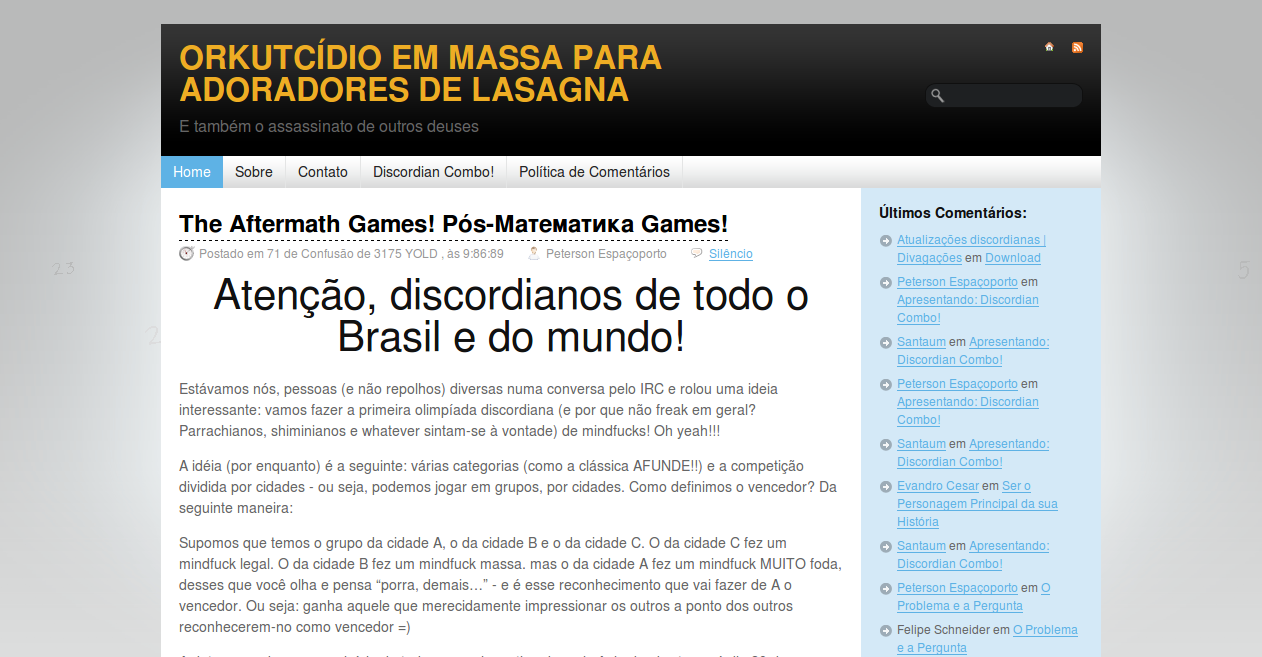 ORKUTCÍDIO EM MASSA PARA
ADORADORES DE LASAGNA
E também o assassinato de outros deuses
Home
Sobre
Contato
Discordian Combo!
Política de Comentários
The Aftermath Games! Pós-Математика Games!
Postado em 71 de Confusão de 3175 YOLD , às 9:86:89
Peterson Espaçoporto
Silêncio
Atenção, discordianos de todo o
Brasil e do mundo!
Estávamos nós, pessoas (e não repolhos) diversas numa conversa pelo IRC e rolou uma ideia
interessante: vamos fazer a primeira olimpíada discordiana (e por que não freak em geral?
Parrachianos, shiminianos e whatever sintam-se à vontade) de mindfucks! Oh yeah!!!
A idéia (por enquanto) é a seguinte: várias categorias (como a clássica AFUNDE!!) e a competição
dividida por cidades - ou seja, podemos jogar em grupos, por cidades. Como definimos o vencedor? Da
seguinte maneira:
Supomos que temos o grupo da cidade A, o da cidade B e o da cidade C. O da cidade C fez um
mindfuck legal. O da cidade B fez um mindfuck massa. mas o da cidade A fez um mindfuck MUITO foda,
desses que você olha e pensa “porra, demais…” - e é esse reconhecimento que vai fazer de A o
vencedor. Ou seja: ganha aquele que merecidamente impressionar os outros a ponto dos outros
reconhecerem-no como vencedor =)
Últimos Comentários:
Atualizações discordianas |
Divagações em Download
Peterson Espaçoporto em
Apresentando: Discordian
Combo!
Santaum em Apresentando:
Discordian Combo!
Peterson Espaçoporto em
Apresentando: Discordian
Combo!
Santaum em Apresentando:
Discordian Combo!
Evandro Cesar em Ser o
Personagem Principal da sua
História
Santaum em Apresentando:
Discordian Combo!
Peterson Espaçoporto em O
Problema e a Pergunta
Felipe Schneider em O Problema
e a Pergunta
23
2
5